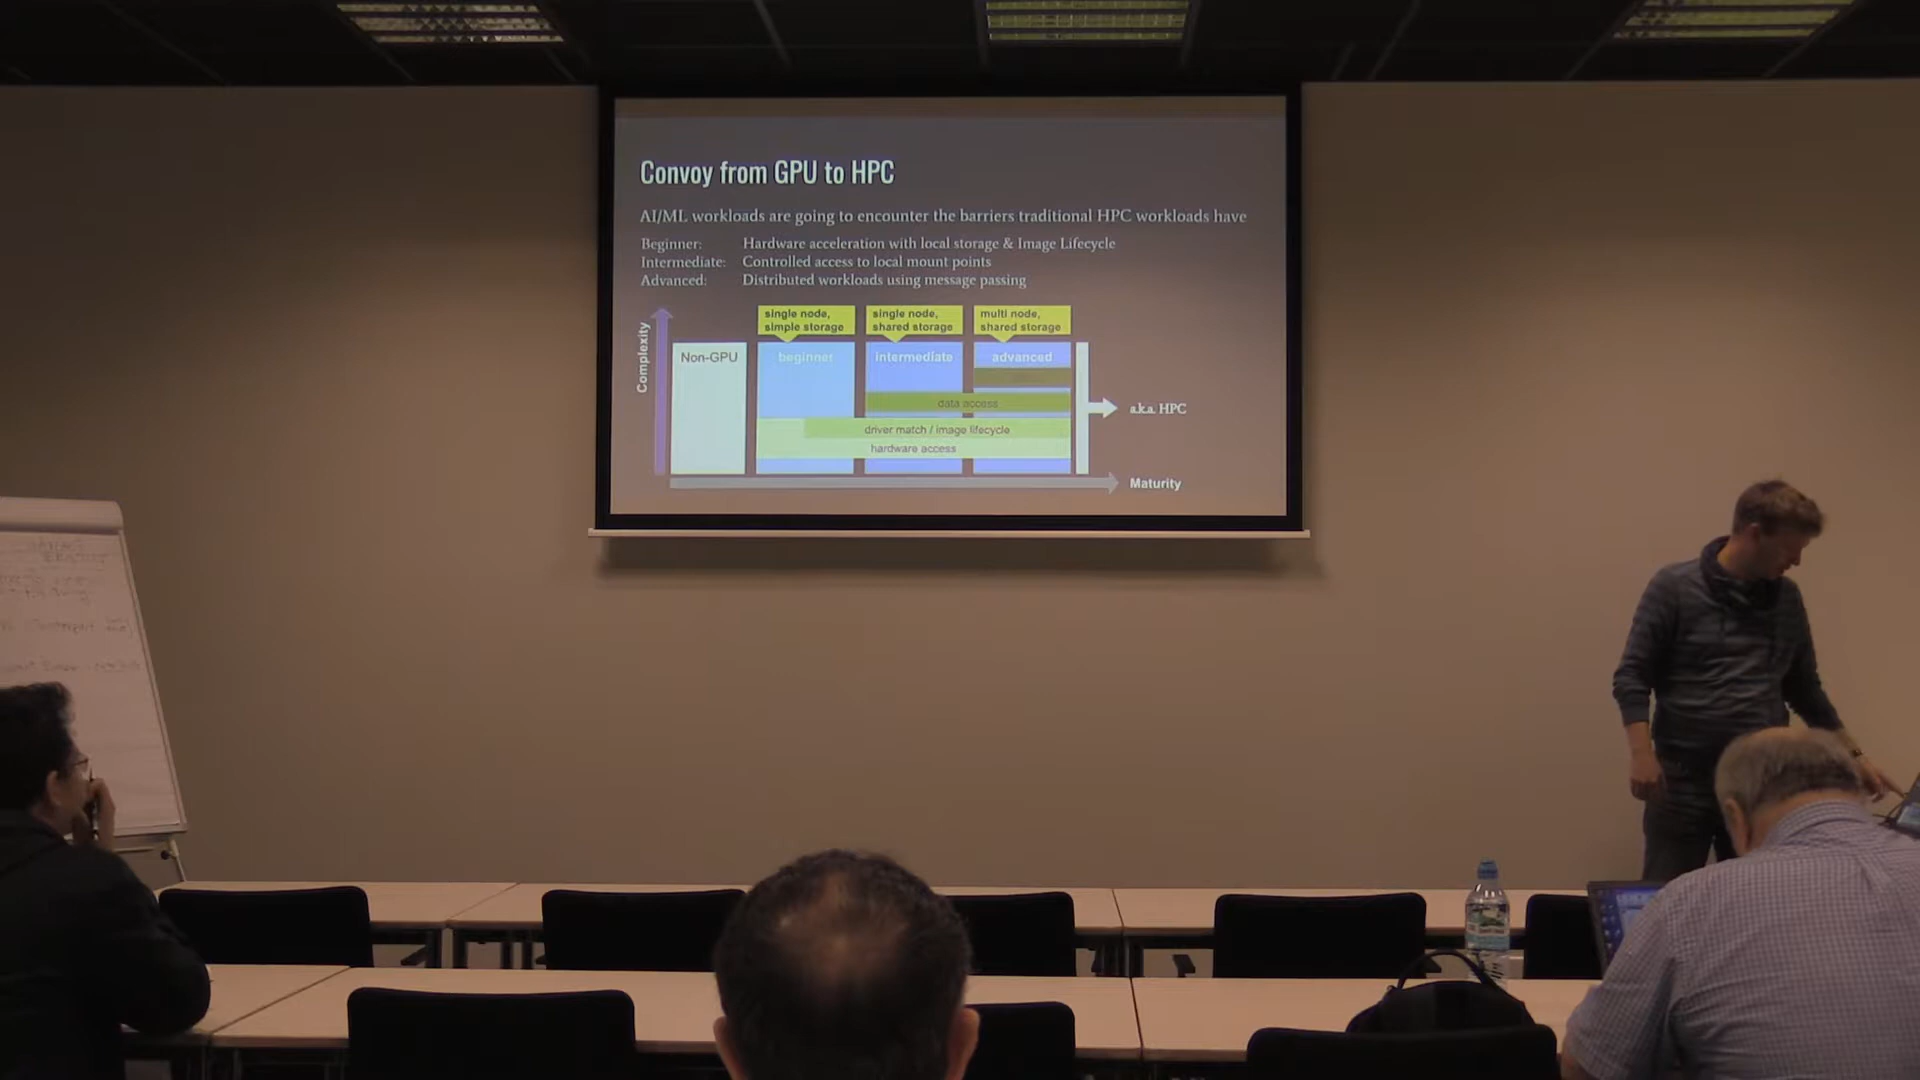 Convoy from GPU to HPC
AI/ML workloads are going to encounter the barriers traditional HPC workloads have
Beginner: Hardware acceleration with local storage & Image Lifecycle
Intermediate: Controlled access to local mount points
Advanced: Distributed workloads using message passing
single node,
simple storage
single node,
shared storage
multi node,
shared storage
Complexity
Non-GPU
beginner
intermediate
advanced
data access
a.k.a. HPC
driver match / image lifecycle
hardware access
Maturity